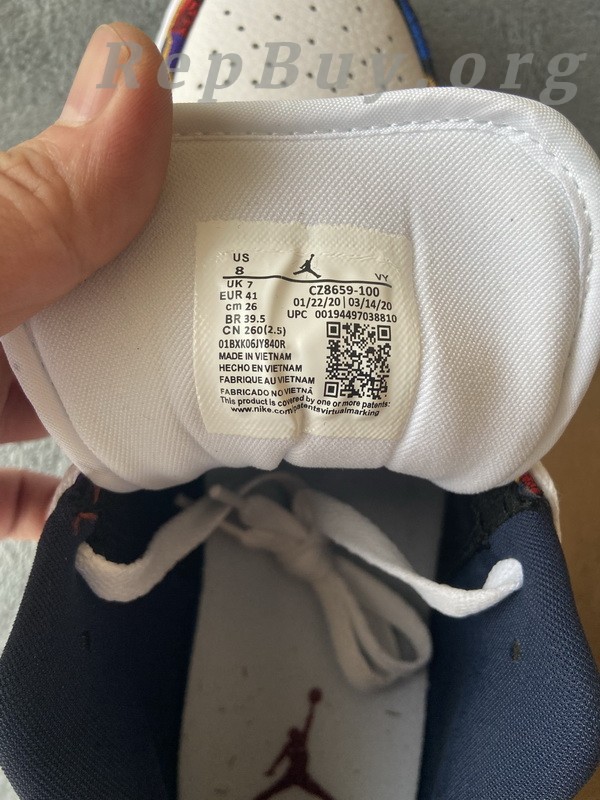 RepBuy.org
US
8
VY
UK 7
EUR 41
cm 26
BR 39.5
CN 260(2.5)
CZ8659-100
01/22/20 | 03/14/20
UPC 00194497038810
01BXK06JY840R
MADE IN VIETNAM
HECHO EN VIETNAM
FABRIQUE AU VIETNAM
FABRICADO NO VIETNÃ
This product is covered by one or more patents:
www.nike.com/patentsvirtualmarking